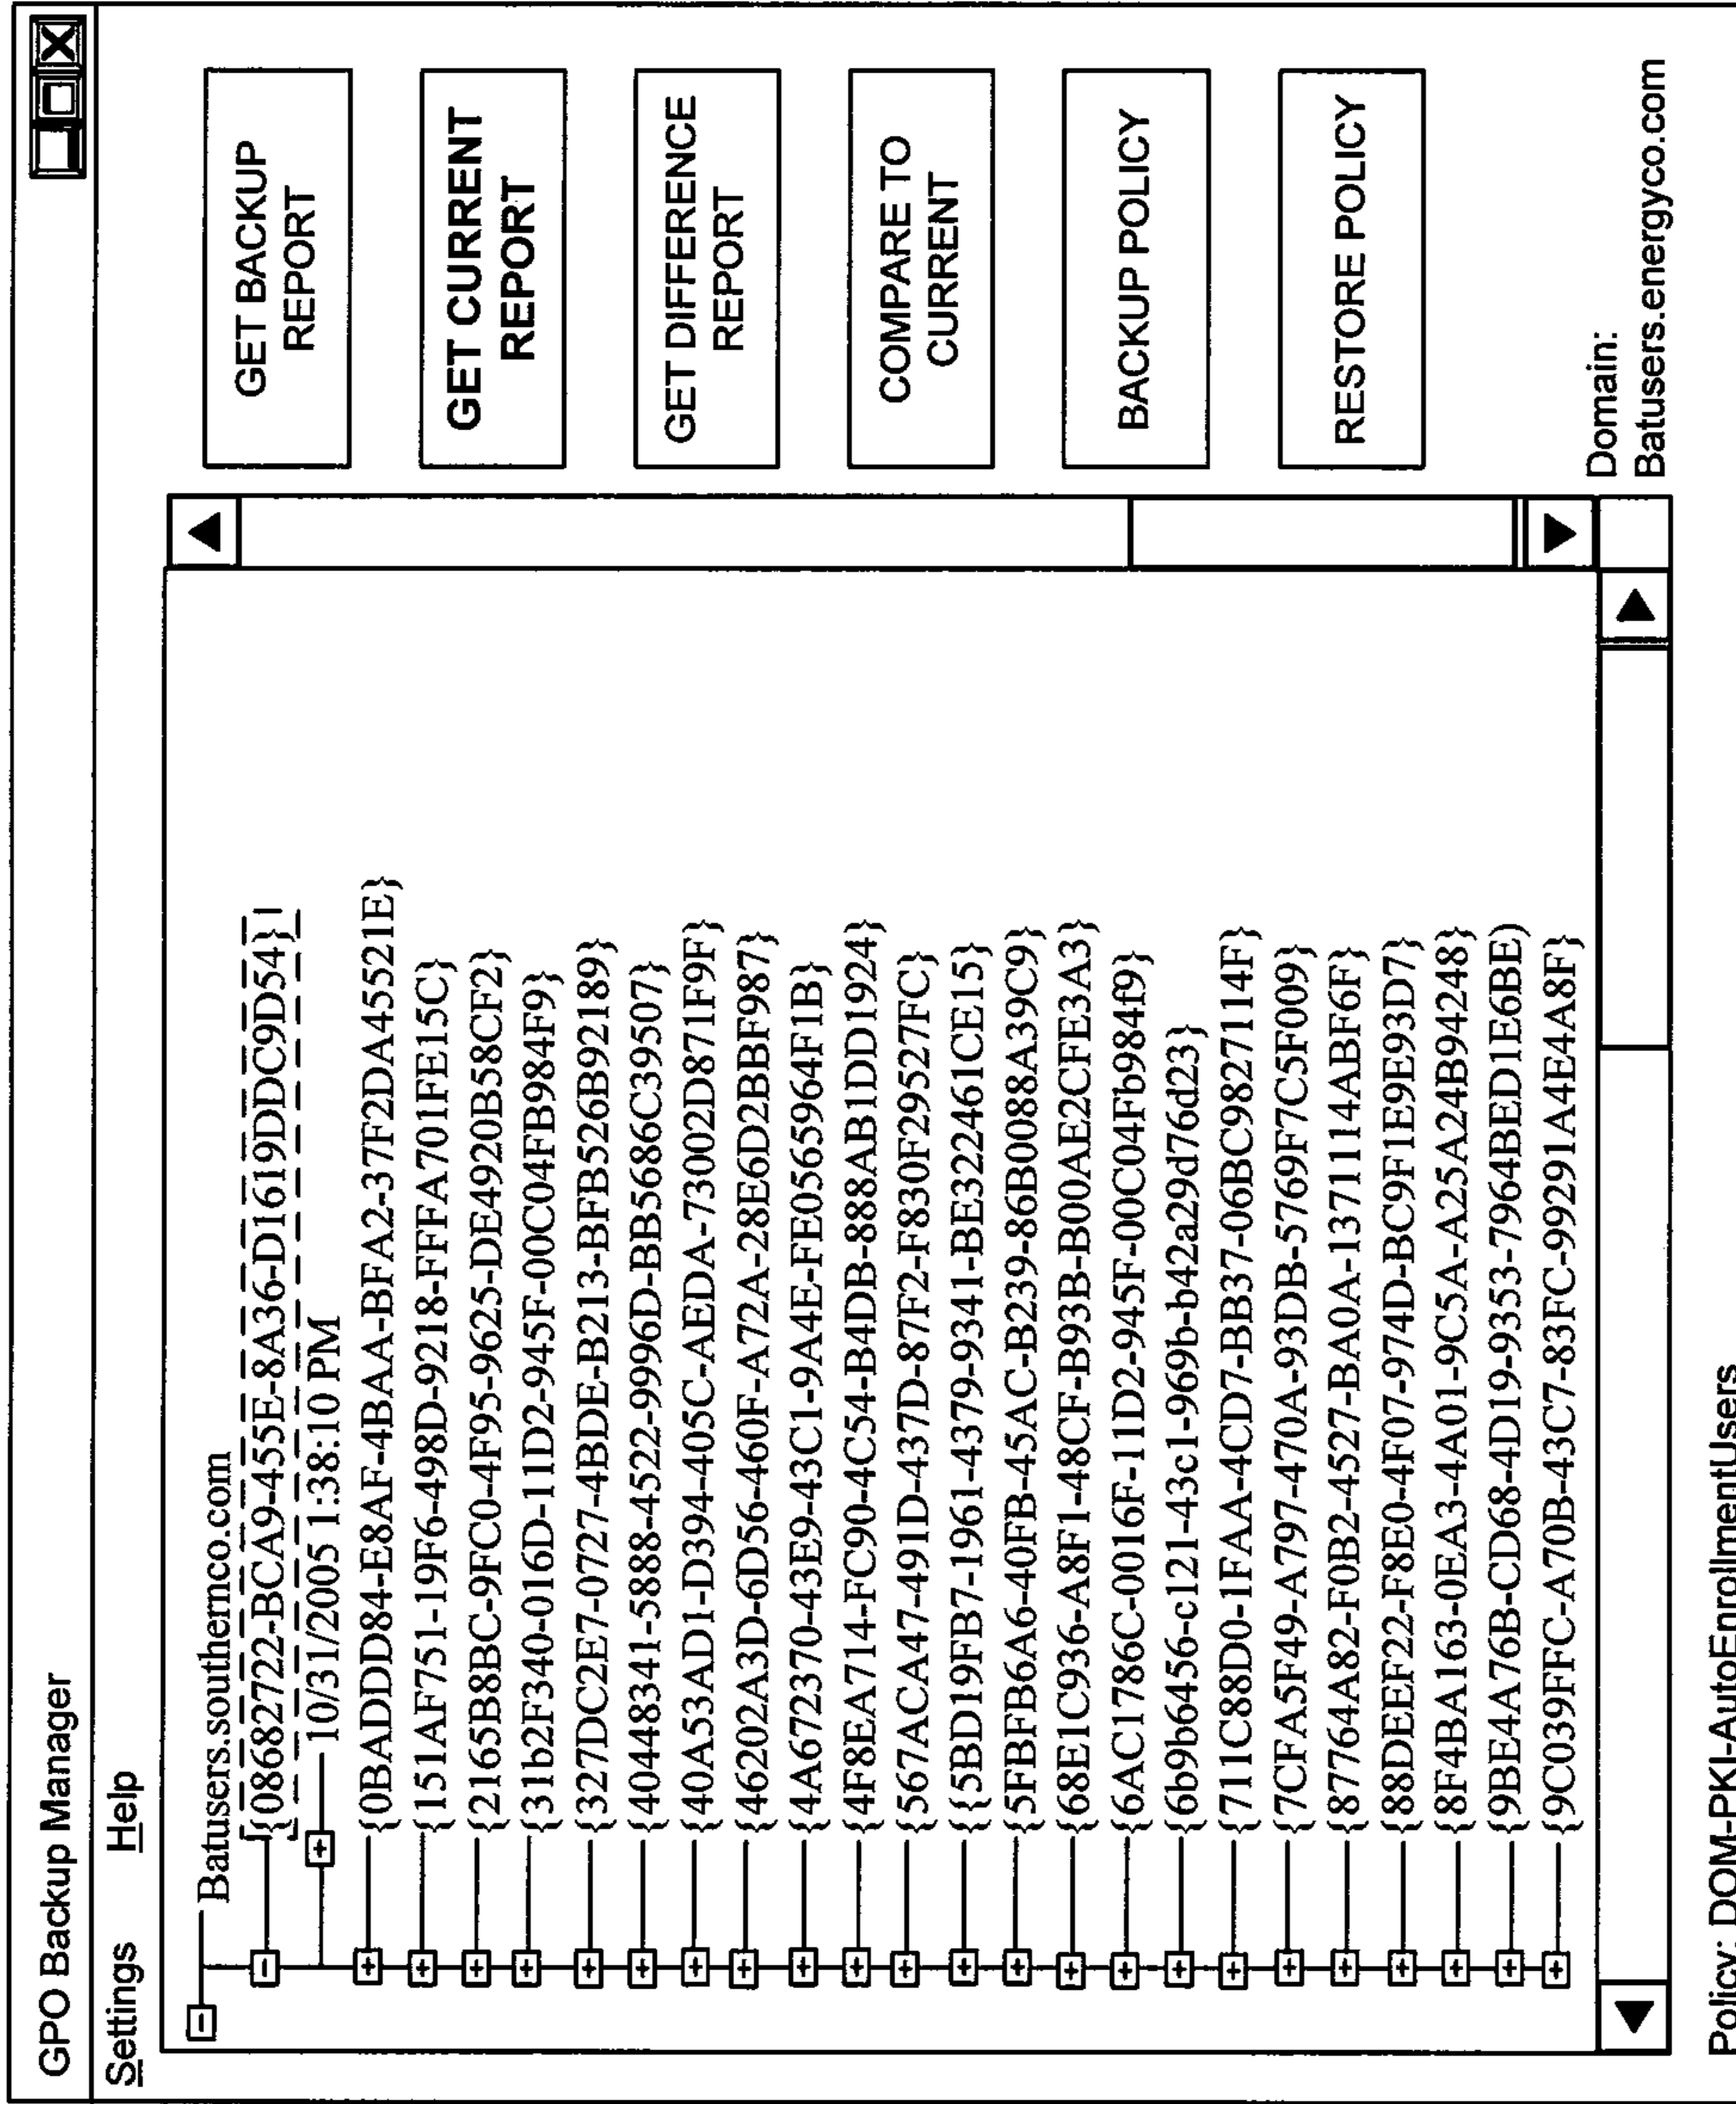 GPO Backup Manager
Settings Help
Batusers.southernco.com
{08682722-BCA9-455E-8A36-D1619DDC9D54}
10/31/2005 1:38:10 PM
{0BADDD84-E8AF-4BAA-BFA2-37F2DA45521E}
{151AF751-19F6-498D-9218-FFFA701FE15C}
{2165B8BC-9FC0-4F95-9625-DE4920B58CF2}
{31b2F340-016D-11D2-945F-00C04FB984F9}
{327DC2E7-0727-4BDE-B213-BFB526B92189}
{40448341-5888-4522-9996D-BB5686C39507}
{40A53AD1-D394-405C-AEDA-73002D871F9F}
{46202A3D-6D56-460F-A72A-28E6D2BBF987}
{4A672370-43E9-43C1-9A4E-FE05656964F1B}
{4F8EA714-FC90-4C54-B4DB-888AB1DD1924}
{567ACA47-491D-437D-87F2-F830F29527FC}
{{5BD19FB7-1961-4379-9341-BE322461CE15}
{5FBFB6A6-40FB-45AC-B239-86B0088A39C9}
{68E1C936-A8F1-48CF-B93B-B00AE2CFE3A3}
{6AC1786C-0016F-11D2-945F-00C04Fb984f9}
{6b9b6456-c121-43c1-969b-b42a29d76d23}
{711C88D0-1FAA-4CD7-BB37-06BC9827114F}
{7CFA5F49-A797-470A-93DB-5769F7C5F009}
{87764A82-F0B2-4527-BA0A-1371114ABF6F}
{88DEEF22-F8E0-4F07-974D-BC9F1E9E93D7}
{8F4BA163-0EA3-4A01-9C5A-A25A24B94248}
{9BE4A76B-CD68-4D19-9353-7964BED1E6BE)
{9C039FFC-A70B-43C7-83FC-99291A4E4A8F}
GET BACKUP
REPORT
GET CURRENT
REPORT
GET DIFFERENCE
REPORT
COMPARE TO
CURRENT
BACKUP POLICY
RESTORE POLICY
Domain:
Batusers.energyco.com
Policy: DOM-PKI-AutoEnrollmentUsers